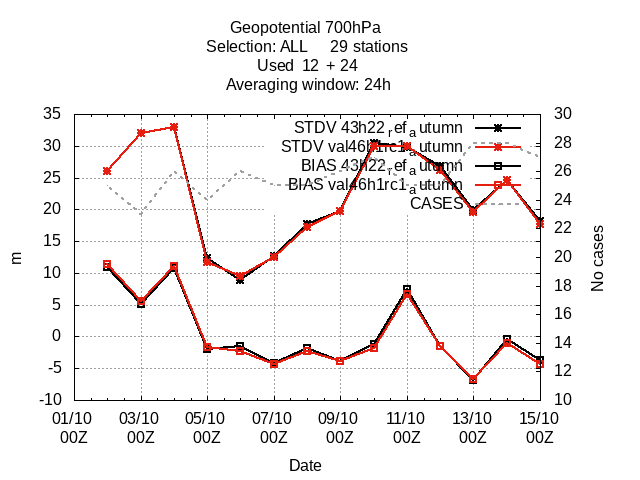 Geopotential 700hPa
Selection: ALL 29 stations
Used 12 + 24
Averaging window: 24h
35 30
30 28
25 26
20 24
15 22
10 20
5 18
0 16
-5 14
-10 12
10
STDV 43h22ref_autumn
STDV val46h1rc1_autumn
BIAS 43h22ref_autumn
BIAS val46h1rc1_autumn
CASES
m
No cases
01/10 03/10 05/10 07/10 09/10 11/10 13/10 15/10
00Z 00Z 00Z 00Z 00Z 00Z 00Z 00Z
Date